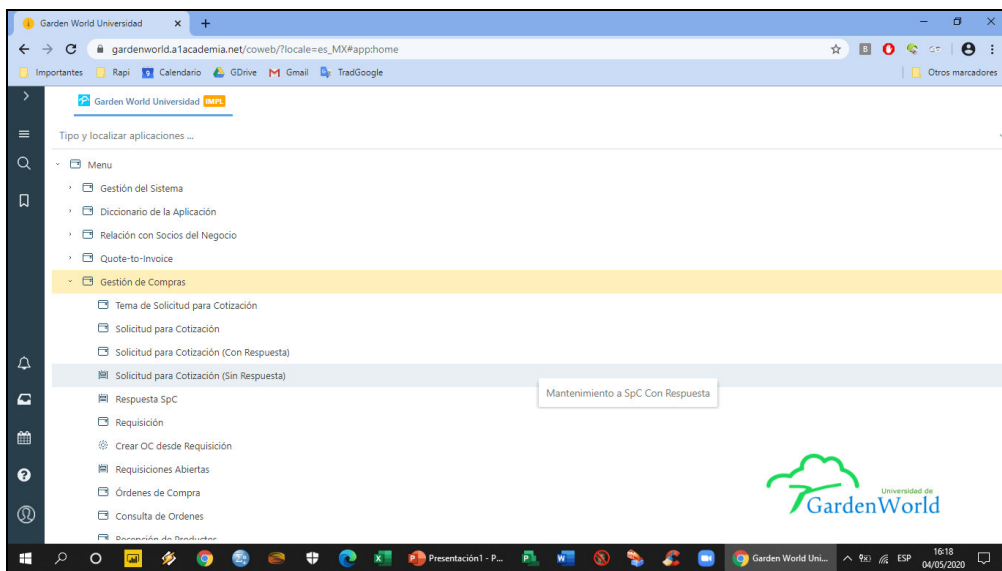 Garden World Universidad
gardenworld.a1academia.net/coweb/?locale=es_MX#app:home
Importantes Rapi Calendario GDrive Gmail TradGoogle Otros marcadores
Garden World Universidad IMPL
Tipo y localizar aplicaciones ...
Menu
Gestión del Sistema
Diccionario de la Aplicación
Relación con Socios del Negocio
Quote-to-Invoice
Gestión de Compras
Tema de Solicitud para Cotización
Solicitud para Cotización
Solicitud para Cotización (Con Respuesta)
Solicitud para Cotización (Sin Respuesta)
Mantenimiento a SpC Con Respuesta
Respuesta SpC
Requisición
Crear OC desde Requisición
Requisiciones Abiertas
Órdenes de Compra
Consulta de Ordenes
Recepción de Productos
Universidad de
GardenWorld
Presentación1 - P...
Garden World Uni...
ESP
16:18
04/05/2020